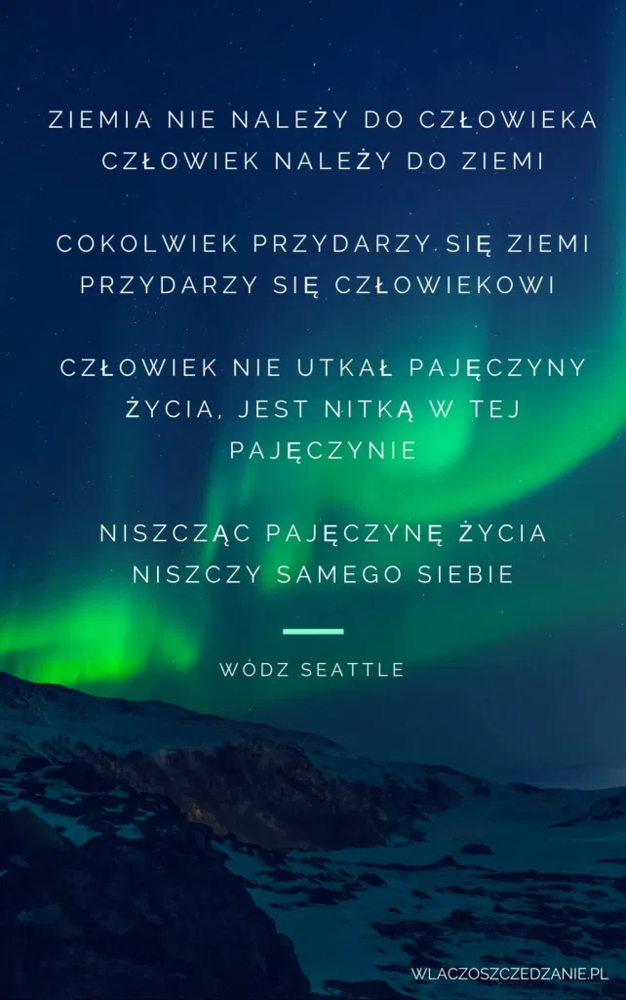 ZIEMIA NIE NALEŻY DO CZŁOWIEKA
CZŁOWIEK NALEŻY DO ZIEMI
COKOLWIEK PRZYDARZY SIĘ ZIEMI
PRZYDARZY SIĘ CZŁOWIEKOWI
CZŁOWIEK NIE UTKAŁ PAJĘCZYNY
ŻYCIA, JEST NITKĄ W TEJ
PAJĘCZYNIE
NISZCZĄC PAJĘCZYNĘ ŻYCIA
NISZCZY SAMEGO SIEBIE
WÓDZ SEATTLE
WLACZOSZCZEDZANIE.PL